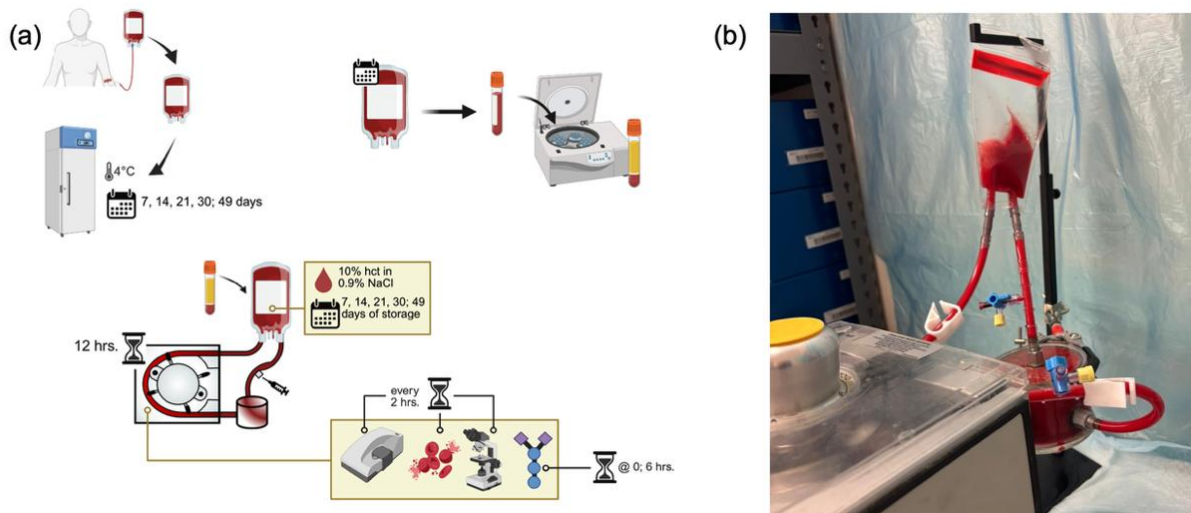 (a)
(b)
4°C
7, 14, 21, 30; 49 days
10% hct in
0.9% NaCl
7, 14, 21, 30; 49
days of storage
12 hrs.
every
2 hrs.
@ 0; 6 hrs.